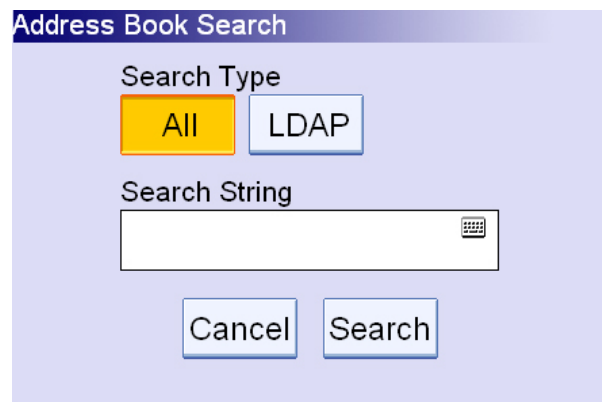 Address Book Search
Search Type
All LDAP
Search String
Cancel Search